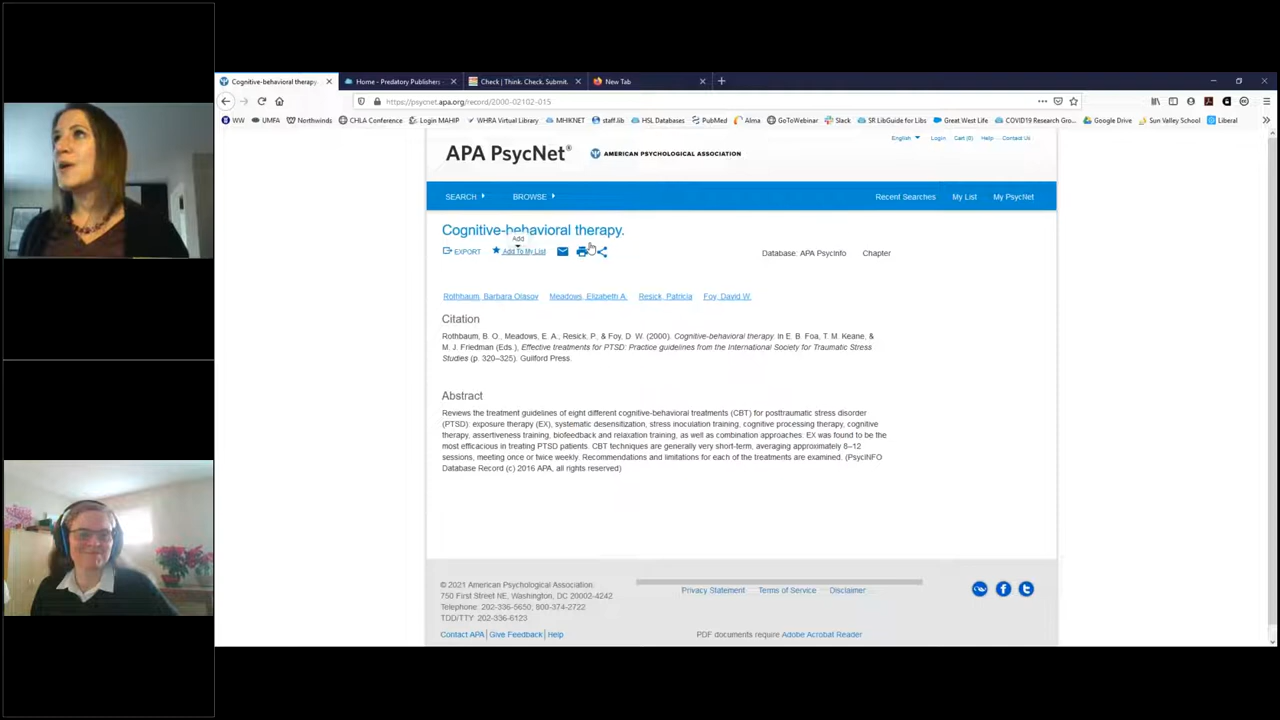 Cognitive-behavioral therapy.
Home - Predatory Publishers -
Check | Think. Check. Submit.
New Tab
https://psycnet.apa.org/record/2000-02102-015
WW UMFA Northwinds CHLA Conference Login MAHIP WHRA Virtual Library MHIKNET staff.lib HSL Databases PubMed Alma GoToWebinar Slack SR LibGuide for Libs Great West Life COVID19 Research Gro... Google Drive Sun Valley School Liberal
English Login Cart (0) Help Contact Us
APA PsycNet® AMERICAN PSYCHOLOGICAL ASSOCIATION
SEARCH BROWSE Recent Searches My List My PsycNet
Cognitive-behavioral therapy.
Add
EXPORT Add To My List Database: APA PsycInfo Chapter
Rothbaum, Barbara Olasov Meadows, Elizabeth A. Resick, Patricia Foy, David W.
Citation
Rothbaum, B. O., Meadows, E. A., Resick, P., & Foy, D. W. (2000). Cognitive-behavioral therapy. In E. B. Foa, T. M. Keane, &
M. J. Friedman (Eds.), Effective treatments for PTSD: Practice guidelines from the International Society for Traumatic Stress
Studies (p. 320–325). Guilford Press.
Abstract
Reviews the treatment guidelines of eight different cognitive-behavioral treatments (CBT) for posttraumatic stress disorder
(PTSD): exposure therapy (EX), systematic desensitization, stress inoculation training, cognitive processing therapy, cognitive
therapy, assertiveness training, biofeedback and relaxation training, as well as combination approaches. EX was found to be the
most efficacious in treating PTSD patients. CBT techniques are generally very short-term, averaging approximately 8–12
sessions, meeting once or twice weekly. Recommendations and limitations for each of the treatments are examined. (PsycINFO
Database Record (c) 2016 APA, all rights reserved)
© 2021 American Psychological Association.
750 First Street NE, Washington, DC 20002-4242
Telephone: 202-336-5650; 800-374-2722
TDD/TTY: 202-336-6123
Privacy Statement Terms of Service Disclaimer
Contact APA | Give Feedback | Help
PDF documents require Adobe Acrobat Reader